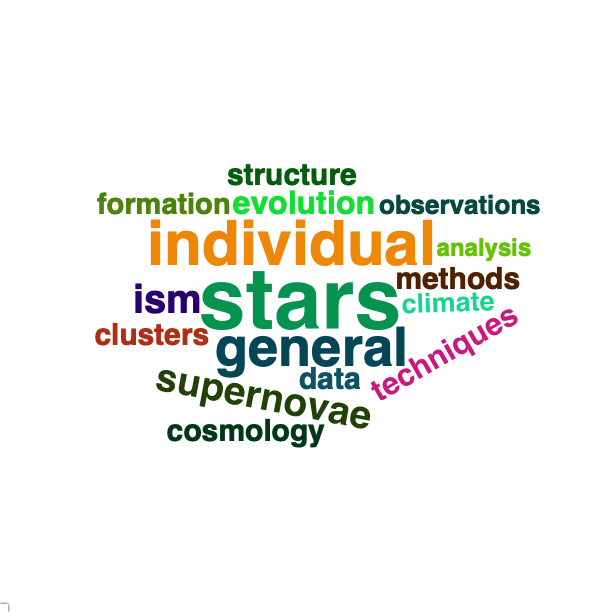 structure
formation evolution observations
individual analysis
methods
ism stars climate
clusters general techniques
data
supernovae
cosmology